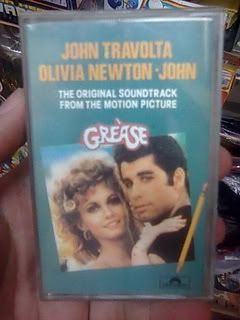 JOHN TRAVOLTA
OLIVIA NEWTON-JOHN
THE ORIGINAL SOUNDTRACK
FROM THE MOTION PICTURE
GREASE